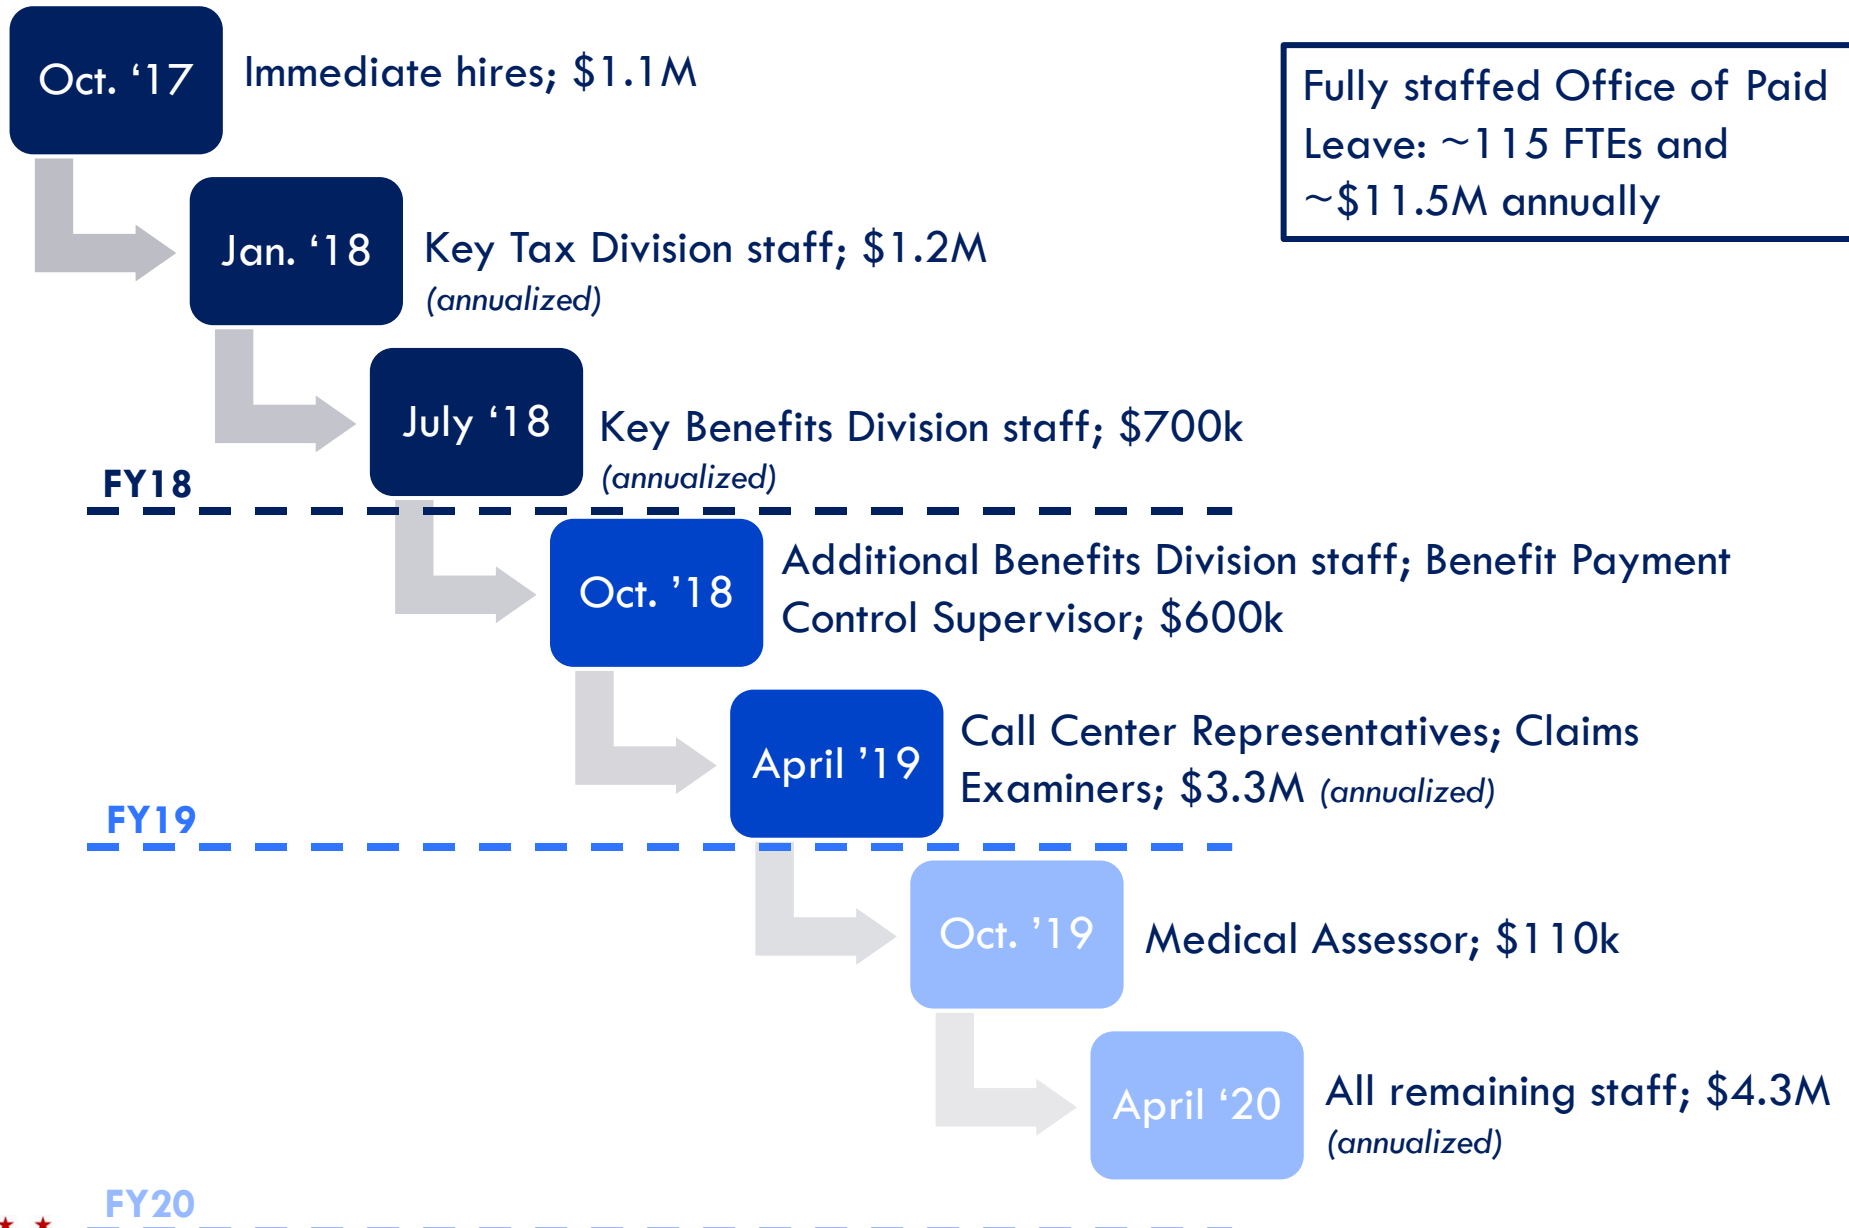 Oct. ‘17
Immediate hires; $1.1M
Fully staffed Office of Paid
Leave: ~115 FTEs and
~$11.5M annually
Jan. ‘18
Key Tax Division staff; $1.2M
(annualized)
July ‘18
Key Benefits Division staff; $700k
(annualized)
FY18
Oct. ’18
Additional Benefits Division staff; Benefit Payment
Control Supervisor; $600k
April ’19
Call Center Representatives; Claims
Examiners; $3.3M (annualized)
FY19
Oct. ’19
Medical Assessor; $110k
April ‘20
All remaining staff; $4.3M
(annualized)
FY20